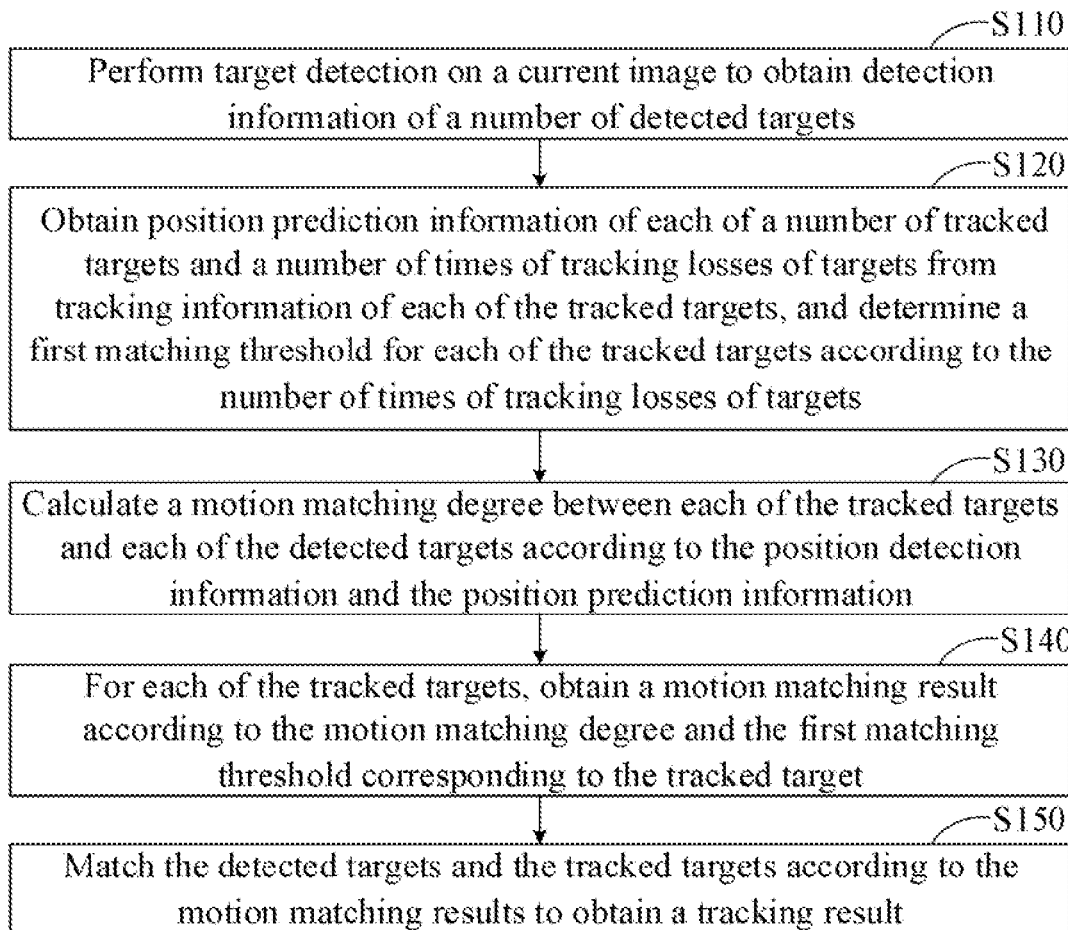 S110
Perform target detection on a current image to obtain detection
information of a number of detected targets
S120
Obtain position prediction information of each of a number of tracked
targets and a number of times of tracking losses of targets from
tracking information of each of the tracked targets, and determine a
first matching threshold for each of the tracked targets according to the
number of times of tracking losses of targets
S130
Calculate a motion matching degree between each of the tracked targets
and each of the detected targets according to the position detection
information and the position prediction information
S140
For each of the tracked targets, obtain a motion matching result
according to the motion matching degree and the first matching
threshold corresponding to the tracked target
S150
Match the detected targets and the tracked targets according to the
motion matching results to obtain a tracking result